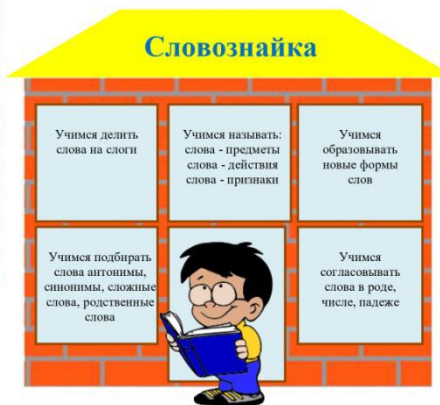 Словознайка
Учимся делить
слова на слоги
Учимся называть:
слова - предметы
слова - действия
слова - признаки
Учимся
образовывать
новые формы
слов
Учимся подбирать
слова антонимы,
синонимы, сложные
слова, родственные
слова
Учимся
согласовывать
слова в роде,
числе, падеже